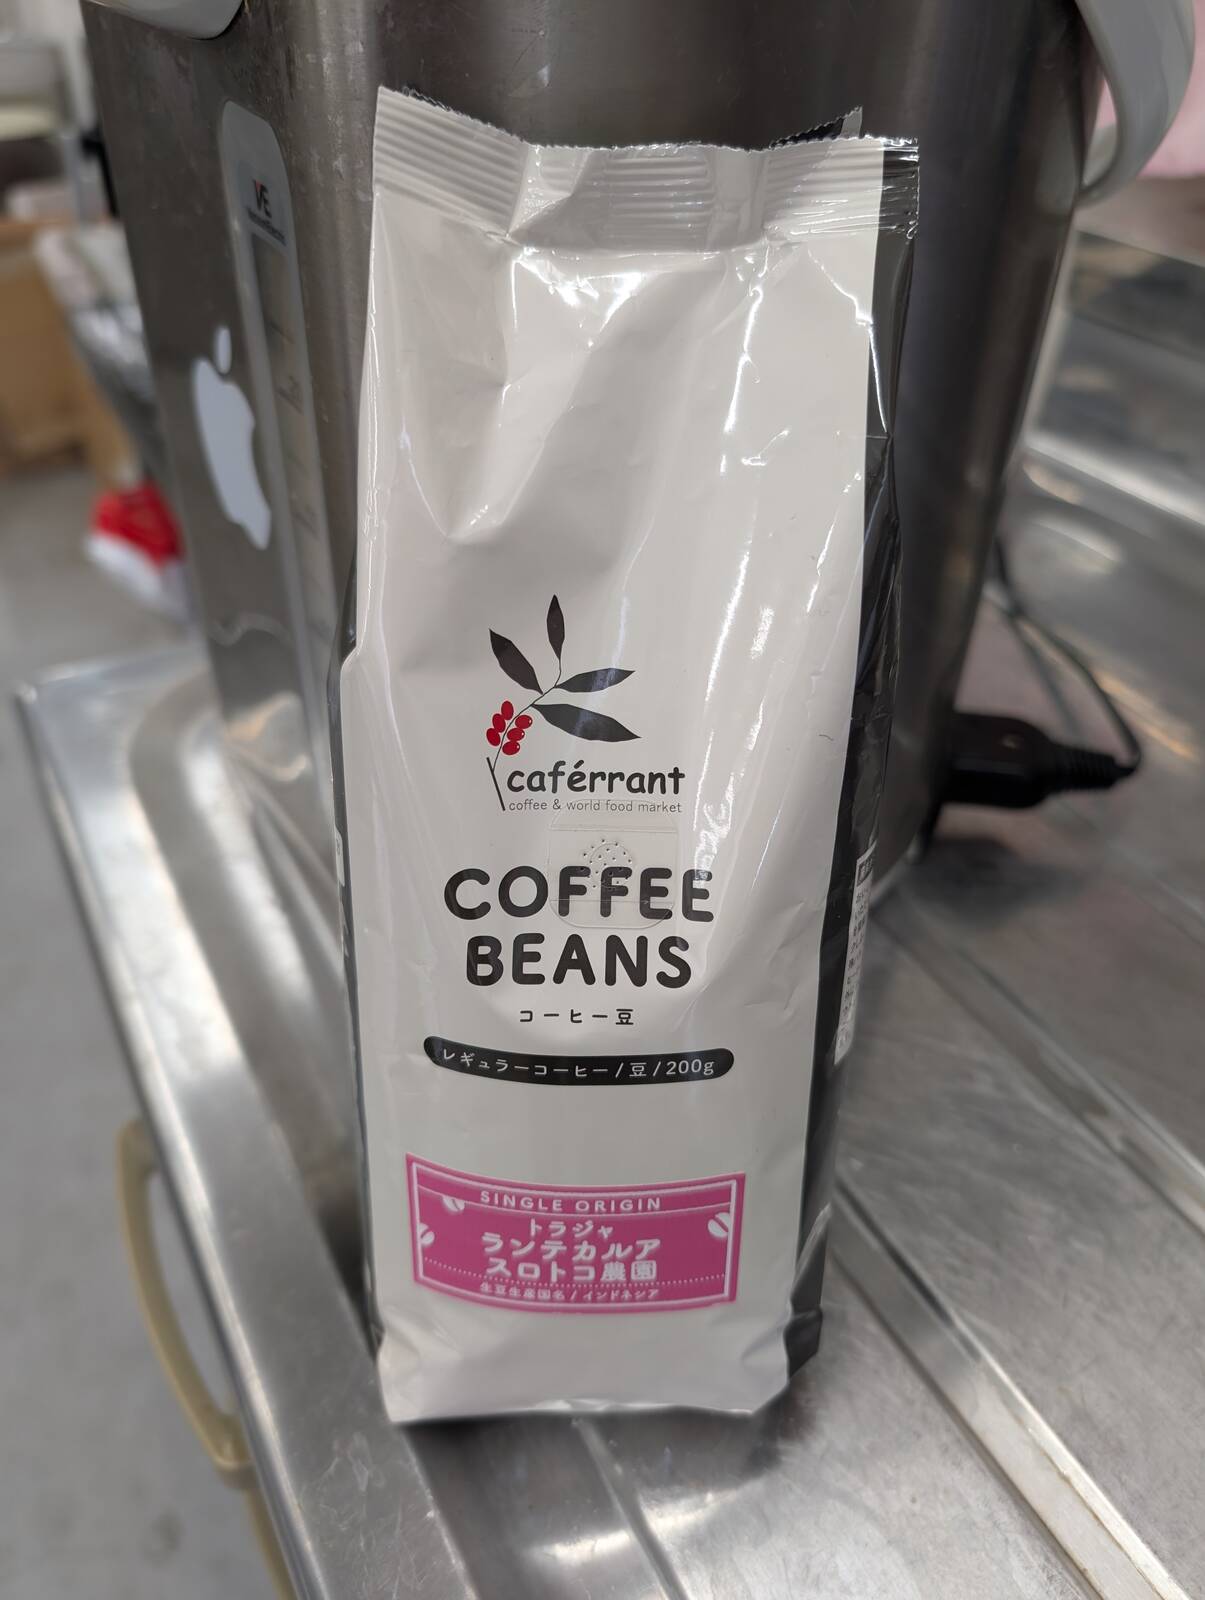 VE
caférrant
coffee & world food market
COFFEE
BEANS
コーヒー豆
レギュラーコーヒー/豆/200g
SINGLE ORIGIN
トラジャ
ランテカルア
スロトコ農園
生豆生産国名/インドネシア